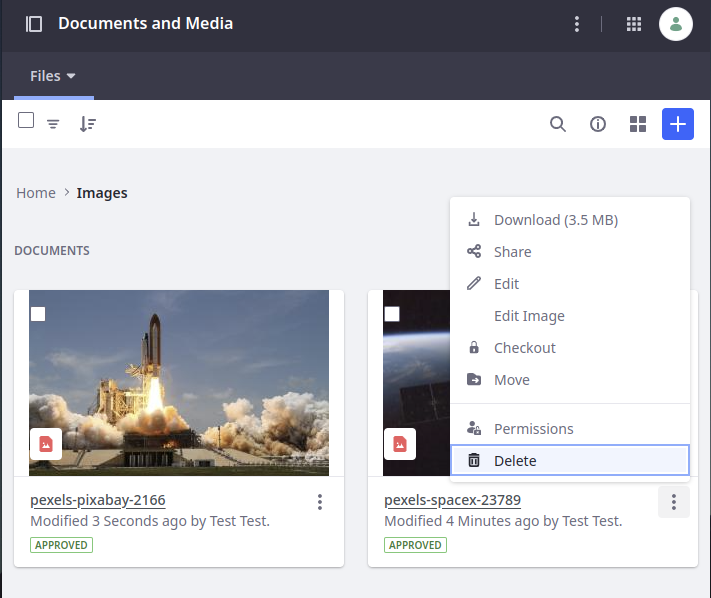 Documents and Media
Files
Home > Images
DOCUMENTS
Download (3.5 MB)
Share
Edit
Edit Image
Checkout
Move
Permissions
Delete
pexels-pixabay-2166
Modified 3 Seconds ago by Test Test.
APPROVED
pexels-spacex-23789
Modified 4 Minutes ago by Test Test.
APPROVED